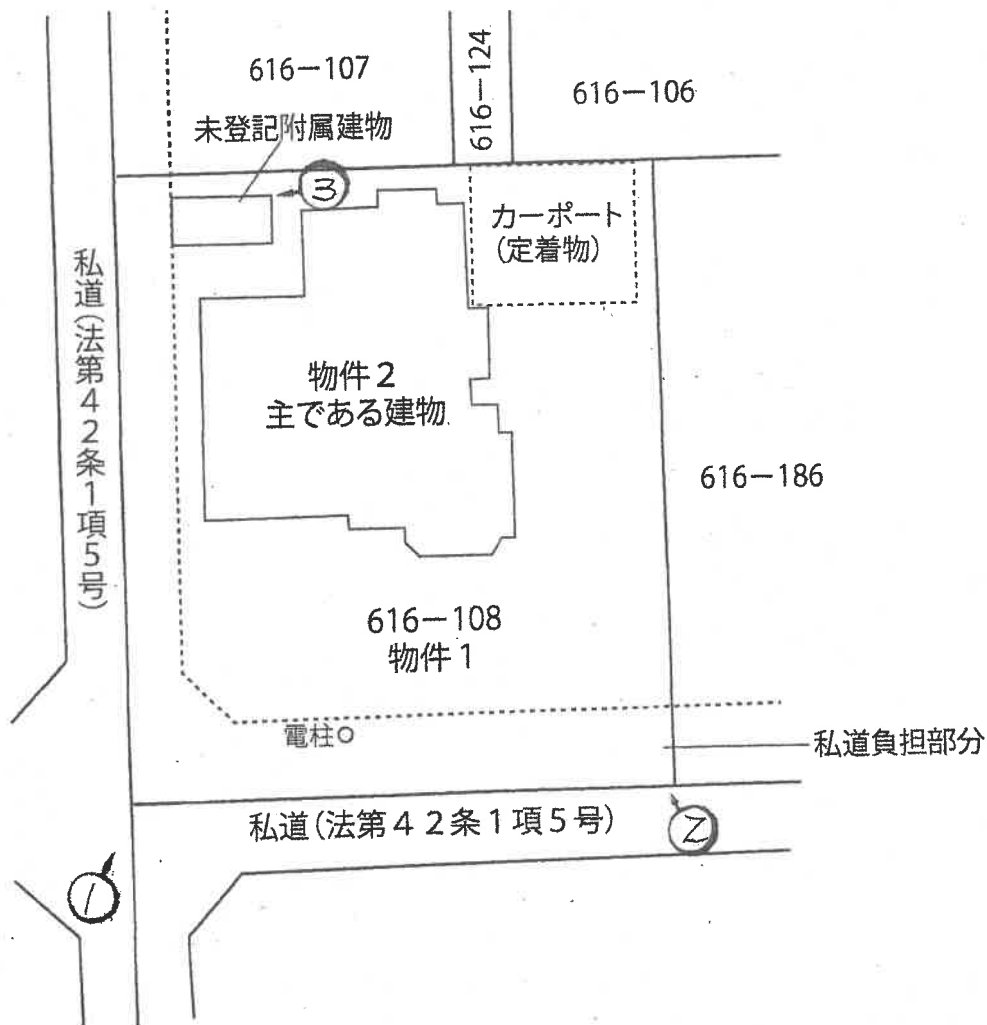 616-107
616-124
616-106
未登記附属建物
3
カーポート
(定着物)
私道(法第42条1項5号)
物件2
主である建物
616-186
616-108
物件1
電柱
私道負担部分
私道(法第42条1項5号)
2
1